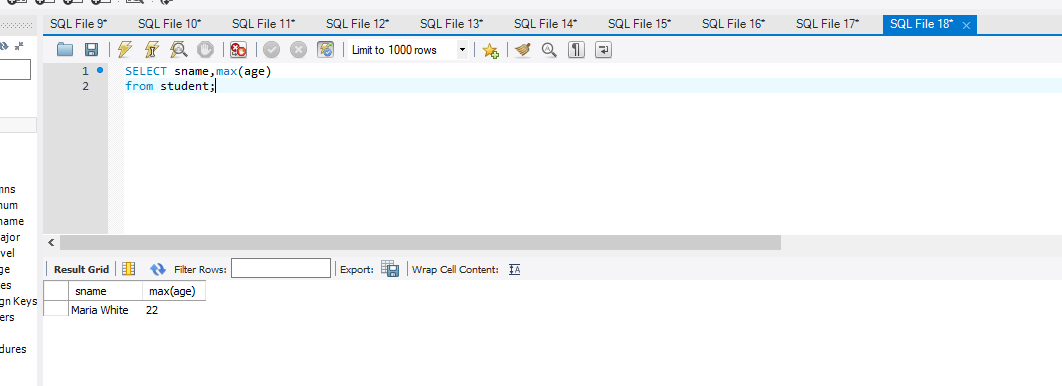 SQL File 9* SQL File 10* SQL File 11* SQL File 12* SQL File 13* SQL File 14* SQL File 15* SQL File 16* SQL File 17* SQL File 18*
Limit to 1000 rows
1 SELECT sname,max(age)
2 from student;
mns
num
name
ajor
vel
ge
es
gn Keys
ers
dures
Result Grid Filter Rows: Export: Wrap Cell Content:
sname max(age)
Maria White 22